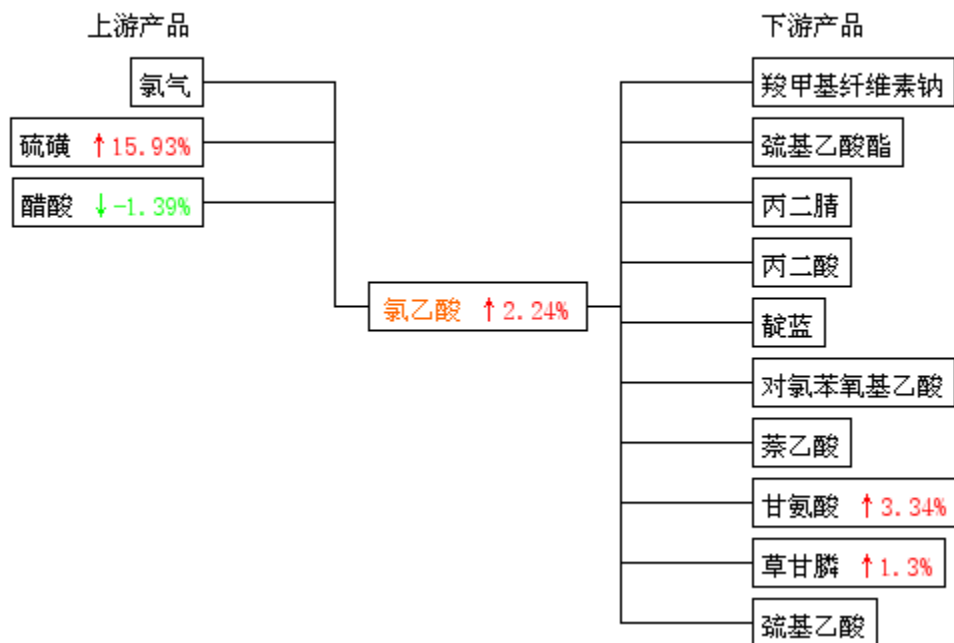 上游产品
下游产品
氯气
硫磺 ↑15.93%
醋酸 ↓-1.39%
氯乙酸 ↑2.24%
羧甲基纤维素钠
巯基乙酸酯
丙二腈
丙二酸
靛蓝
对氯苯氧基乙酸
萘乙酸
甘氨酸 ↑3.34%
草甘膦 ↑1.3%
巯基乙酸